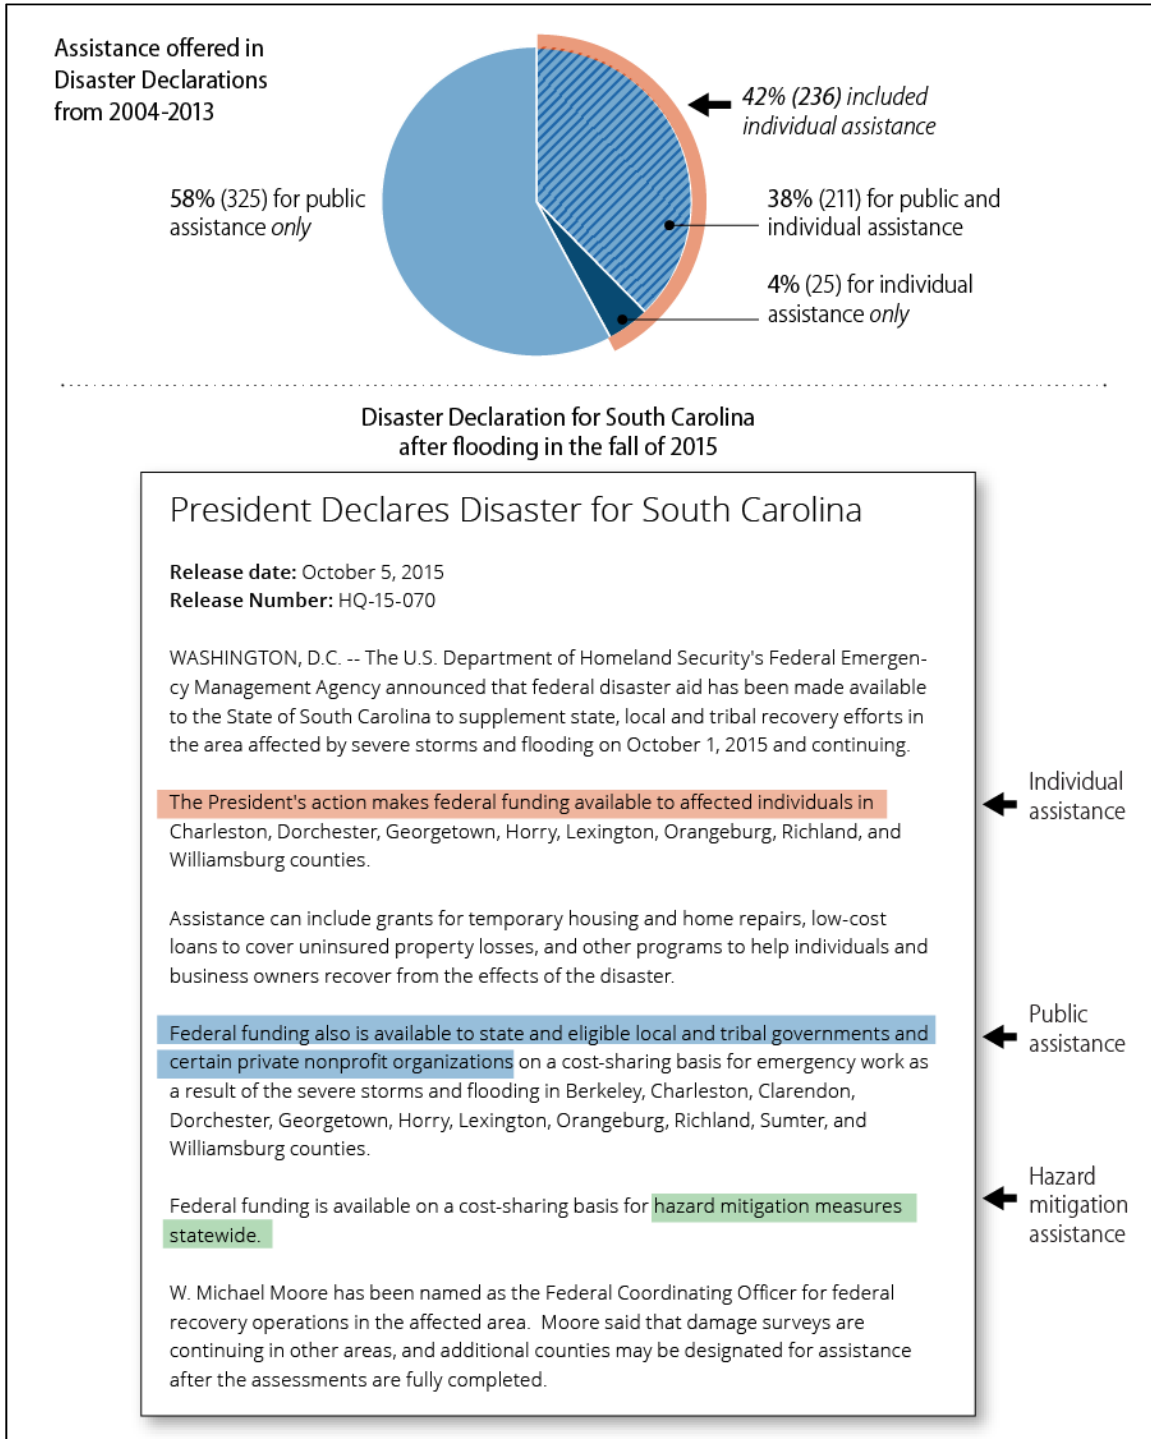 Assistance offered in
Disaster Declarations
from 2004-2013
42% (236) included
individual assistance
58% (325) for public
assistance only
38% (211) for public and
individual assistance
4% (25) for individual
assistance only
Disaster Declaration for South Carolina
after flooding in the fall of 2015
President Declares Disaster for South Carolina
Release date: October 5, 2015
Release Number: HQ-15-070
WASHINGTON, D.C. -- The U.S. Department of Homeland Security's Federal Emergen-
cy Management Agency announced that federal disaster aid has been made available
to the State of South Carolina to supplement state, local and tribal recovery efforts in
the area affected by severe storms and flooding on October 1, 2015 and continuing.
The President's action makes federal funding available to affected individuals in
Charleston, Dorchester, Georgetown, Horry, Lexington, Orangeburg, Richland, and
Williamsburg counties.
Individual
assistance
Assistance can include grants for temporary housing and home repairs, low-cost
loans to cover uninsured property losses, and other programs to help individuals and
business owners recover from the effects of the disaster.
Federal funding also is available to state and eligible local and tribal governments and
certain private nonprofit organizations on a cost-sharing basis for emergency work as
a result of the severe storms and flooding in Berkeley, Charleston, Clarendon,
Dorchester, Georgetown, Horry, Lexington, Orangeburg, Richland, Sumter, and
Williamsburg counties.
Public
assistance
Federal funding is available on a cost-sharing basis for hazard mitigation measures
statewide.
Hazard
mitigation
assistance
W. Michael Moore has been named as the Federal Coordinating Officer for federal
recovery operations in the affected area.  Moore said that damage surveys are
continuing in other areas, and additional counties may be designated for assistance
after the assessments are fully completed.